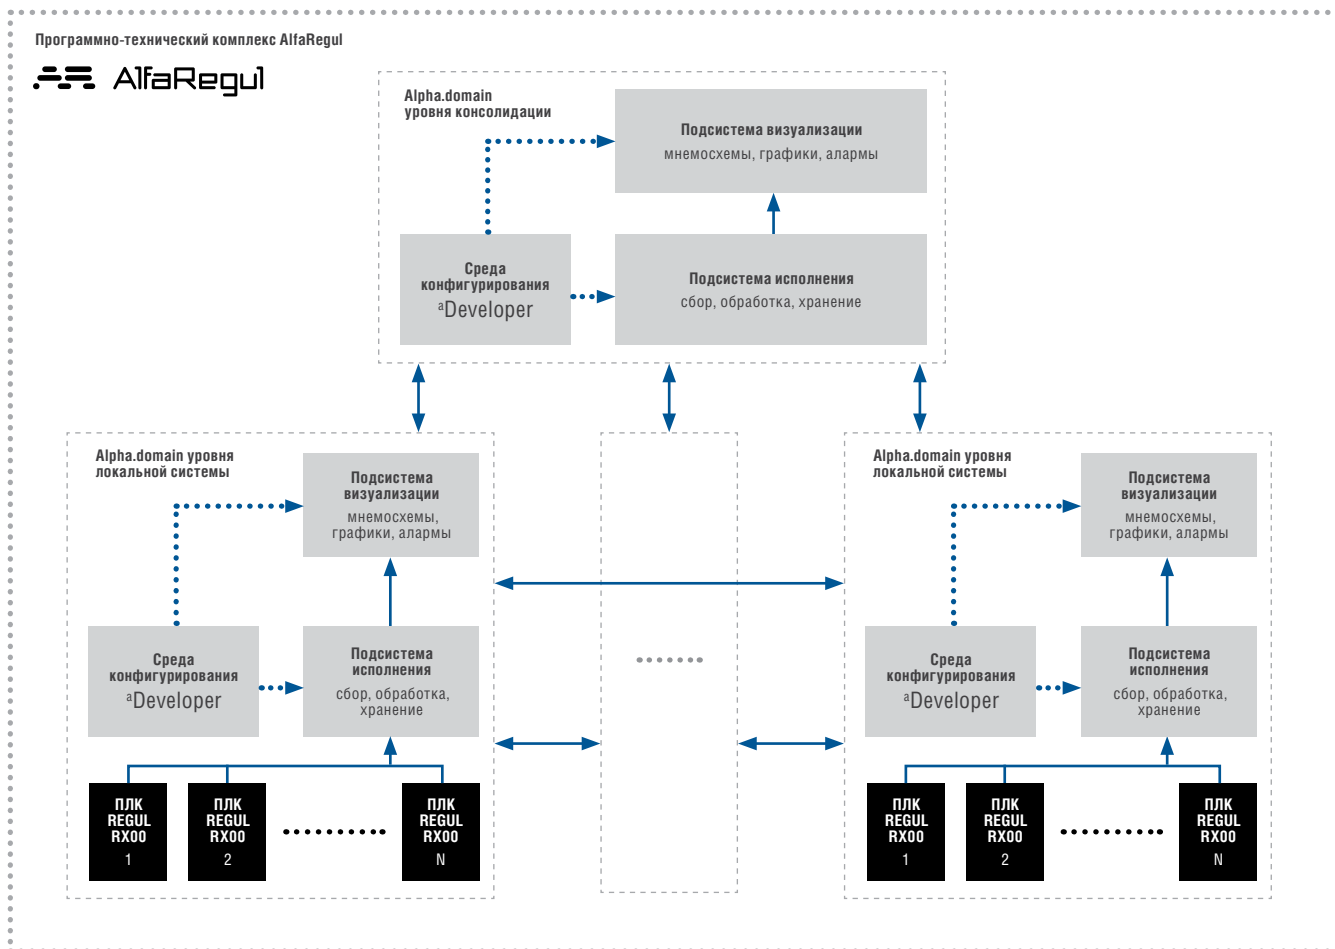 Программно-технический комплекс AlfaRegul
AlfaRegul
Alpha.domain
уровня консолидации
Подсистема визуализации
мнемосхемы, графики, алармы
Среда
конфигурирования
ᵃDeveloper
Подсистема исполнения
сбор, обработка, хранение
Alpha.domain уровня
локальной системы
Подсистема
визуализации
мнемосхемы,
графики, алармы
Среда
конфигурирования
ᵃDeveloper
Подсистема
исполнения
сбор, обработка,
хранение
ПЛК
REGUL
RX00
1
ПЛК
REGUL
RX00
2
ПЛК
REGUL
RX00
N
Alpha.domain уровня
локальной системы
Подсистема
визуализации
мнемосхемы,
графики, алармы
Среда
конфигурирования
ᵃDeveloper
Подсистема
исполнения
сбор, обработка,
хранение
ПЛК
REGUL
RX00
1
ПЛК
REGUL
RX00
2
ПЛК
REGUL
RX00
N